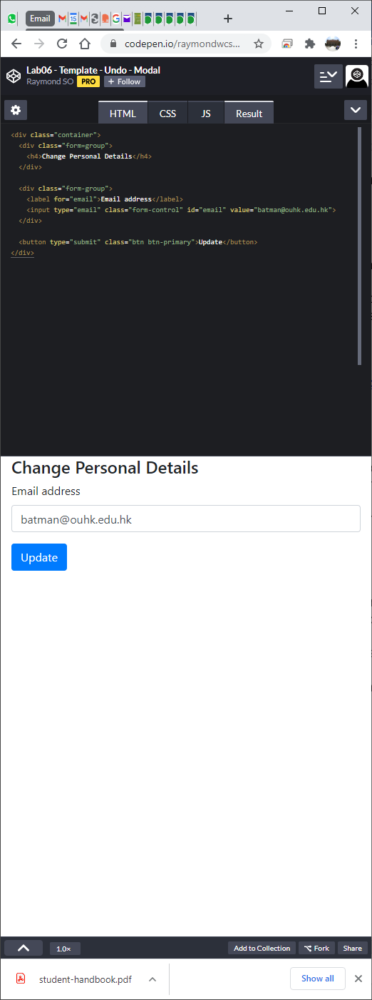 Email
15
codepen.io/raymondwcs...
Lab06 - Template - Undo - Modal
Raymond SO PRO + Follow
HTML CSS JS Result
<div class="container">
<div class="form=group">
<h4>Change Personal Details</h4>
</div>
<div class="form-group">
<label for="email">Email address</label>
<input type="email" class="form-control" id="email" value="batman@ouhk.edu.hk">
</div>
<button type="submit" class="btn btn-primary">Update</button>
</div>
Change Personal Details
Email address
batman@ouhk.edu.hk
Update
1.0× Add to Collection Fork Share
student-handbook.pdf Show all